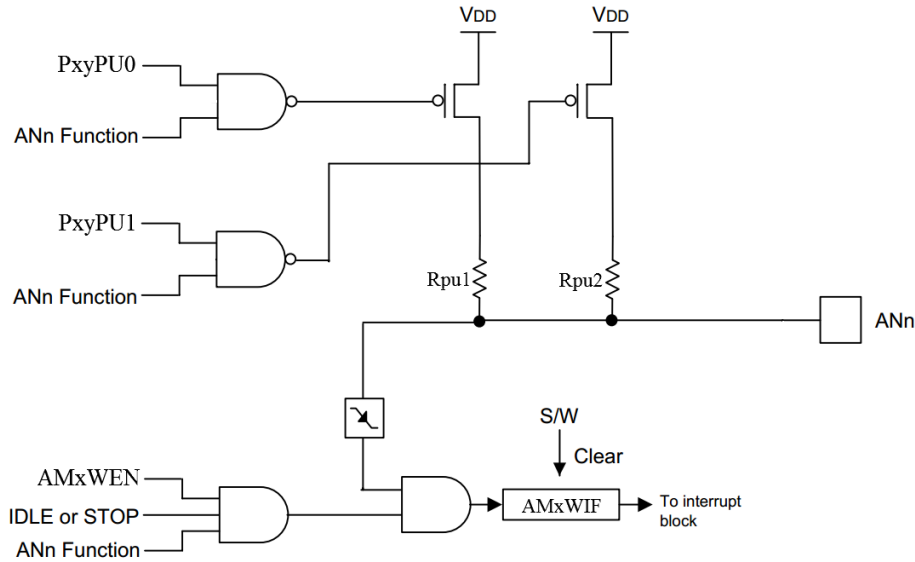 VDD
VDD
PxyPU0
ANn Function
PxyPU1
ANn Function
Rpu1
Rpu2
ANn
S/W
Clear
AMxWEN
IDLE or STOP
ANn Function
AMxWIF
To interrupt
block